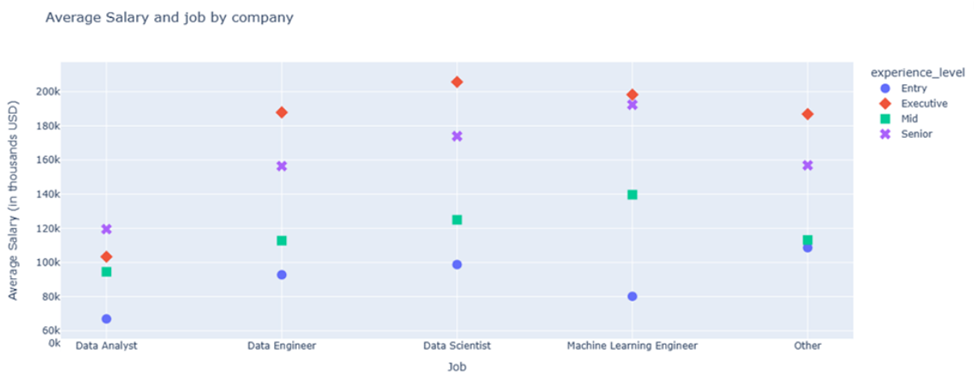 Average Salary and job by company
experience_level
Entry
Executive
Mid
Senior
Average Salary (in thousands USD)
200k
180k
160k
140k
120k
100k
80k
60k
0k
Data Analyst
Data Engineer
Data Scientist
Machine Learning Engineer
Other
Job